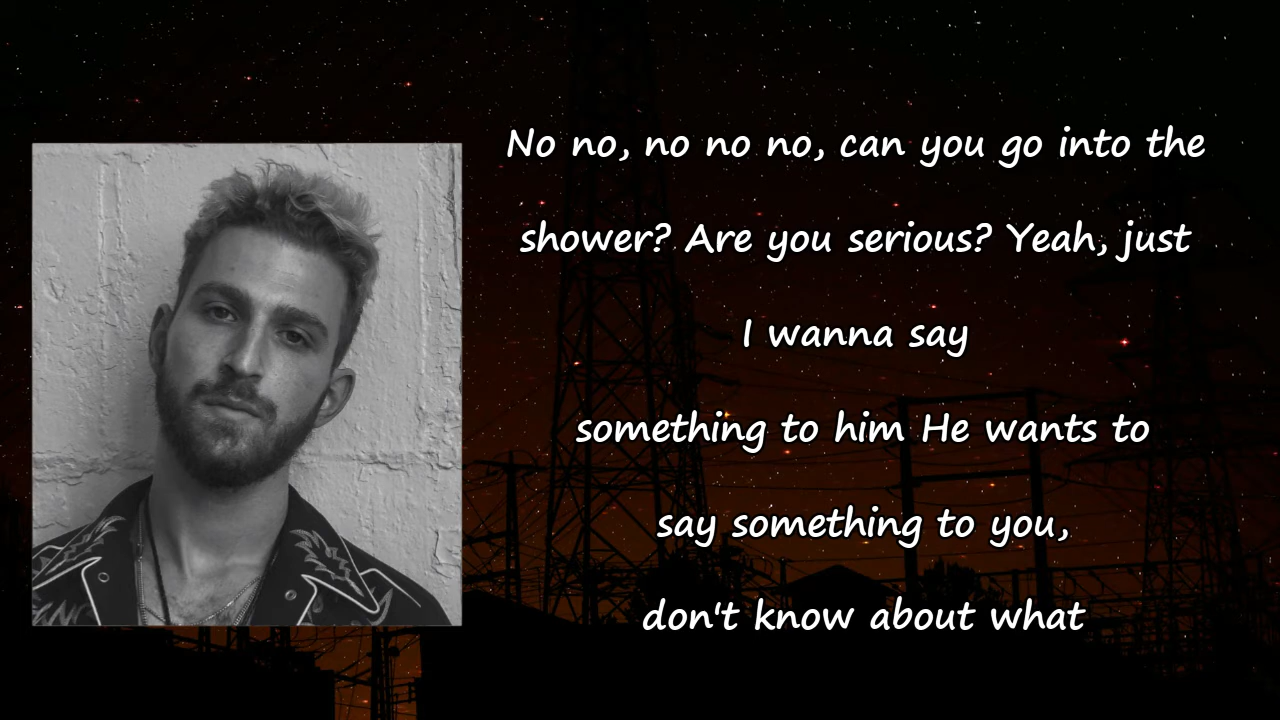 No no, no no no, can you go into the
shower? Are you serious? Yeah, just
I wanna say
something to him He wants to
say something to you,
don't know about what